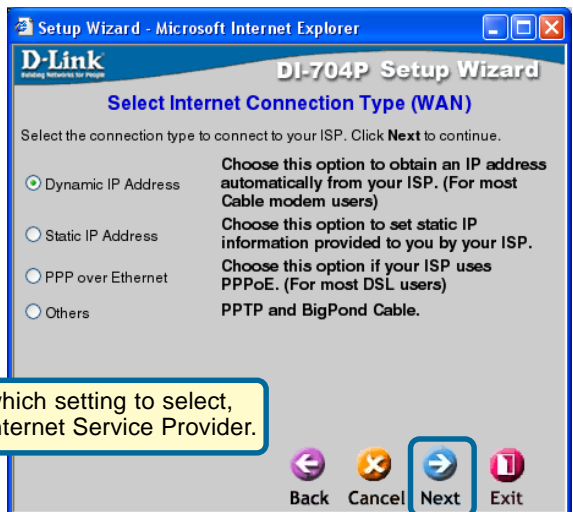 Setup Wizard - Microsoft Internet Explorer
D-Link
Building Networks for People
DI-704P Setup Wizard
Select Internet Connection Type (WAN)
Select the connection type to connect to your ISP. Click Next to continue.
Dynamic IP Address
Choose this option to obtain an IP address
automatically from your ISP. (For most
Cable modem users)
Static IP Address
Choose this option to set static IP
information provided to you by your ISP.
PPP over Ethernet
Choose this option if your ISP uses
PPPoE. (For most DSL users)
Others
PPTP and BigPond Cable.
which setting to select,
nternet Service Provider.
Back Cancel Next Exit